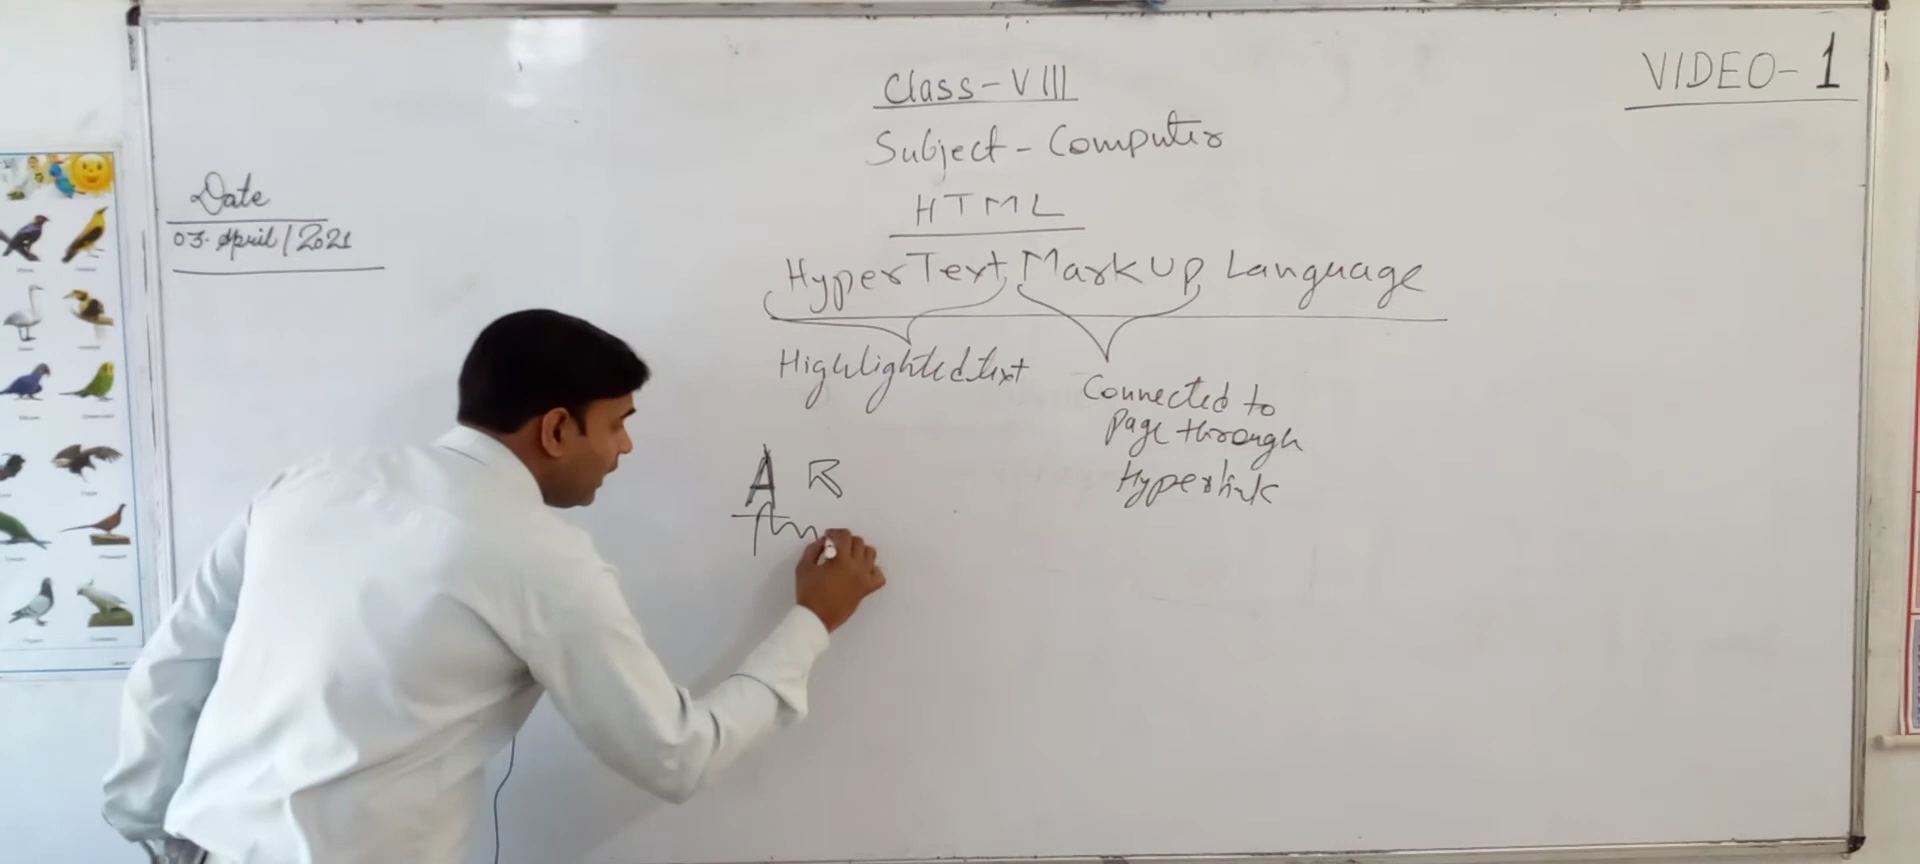 VIDEO-1
Class-VIII
Subject-Computer
HTML
Date
03. April/2021
HyperText MarkUp Language
Highlighted text
Connected to
Page through
Hyperlink
A